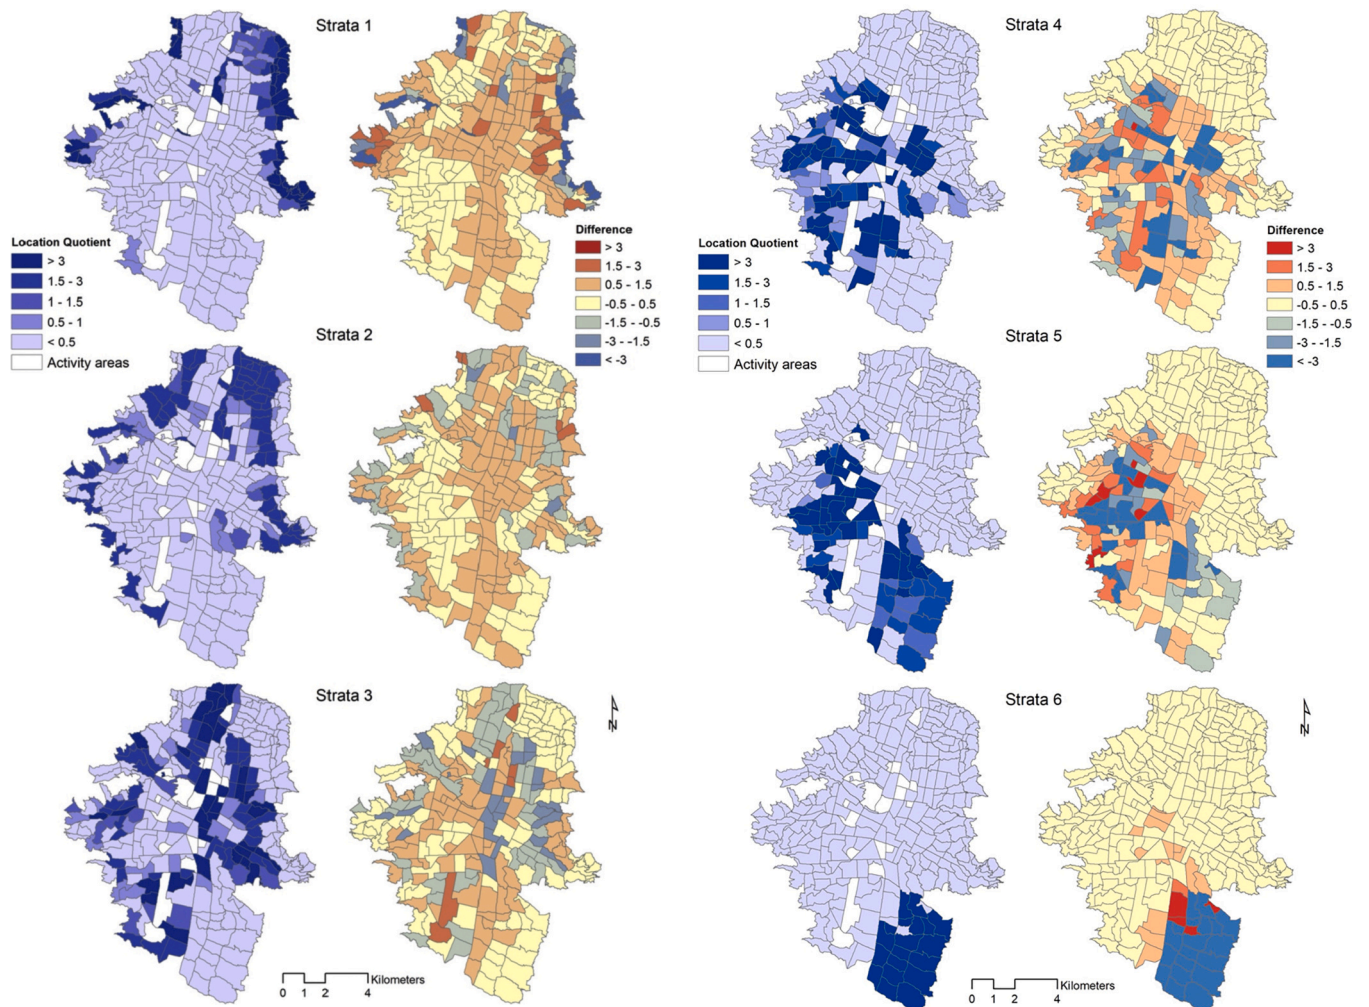 Strata 1
Location Quotient
> 3
1.5 - 3
1 - 1.5
0.5 - 1
< 0.5
Activity areas
Difference
> 3
1.5 - 3
0.5 - 1.5
-0.5 - 0.5
-1.5 - -0.5
-3 - -1.5
< -3
Strata 2
Strata 3
N
Kilometers
0 1 2 4
Strata 4
Location Quotient
> 3
1.5 - 3
1 - 1.5
0.5 - 1
< 0.5
Activity areas
Difference
> 3
1.5 - 3
0.5 - 1.5
-0.5 - 0.5
-1.5 - -0.5
-3 - -1.5
< -3
Strata 5
Strata 6
N
Kilometers
0 1 2 4